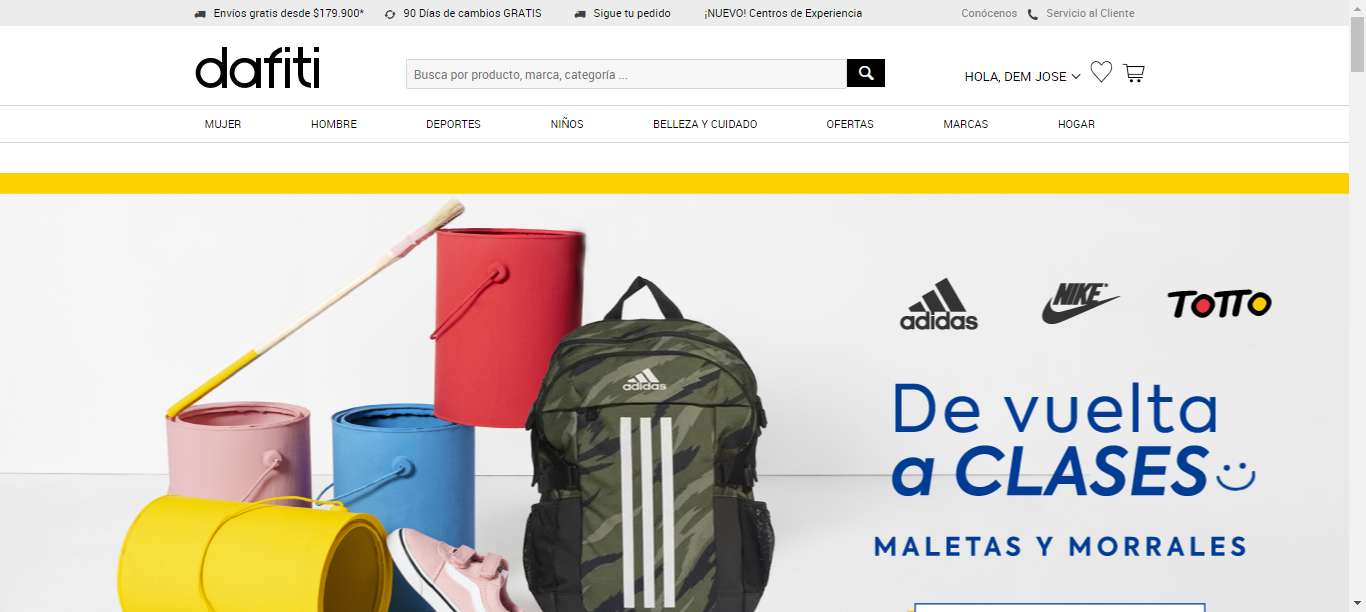 Envíos gratis desde $179.900* 90 Días de cambios GRATIS Sigue tu pedido ¡NUEVO! Centros de Experiencia Conócenos Servicio al Cliente
dafiti
Busca por producto, marca, categoría ...
HOLA, DEM JOSE
MUJER HOMBRE DEPORTES NIÑOS BELLEZA Y CUIDADO OFERTAS MARCAS HOGAR
adidas
NIKE
TOTTO
adidas
De vuelta
a CLASES
MALETAS Y MORRALES